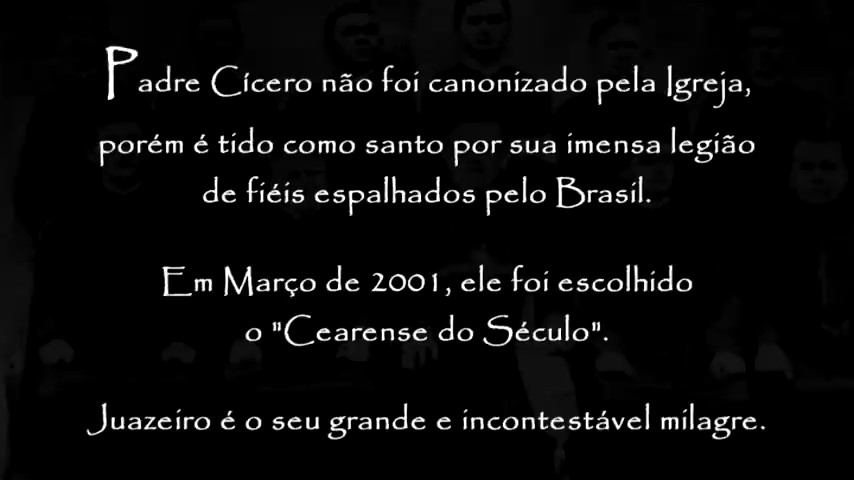 Padre Cícero não foi canonizado pela Igreja,
porém é tido como santo por sua imensa legião
de fiéis espalhados pelo Brasil.
Em Março de 2001, ele foi escolhido
o "Cearense do Século".
Juazeiro é o seu grande e incontestável milagre.